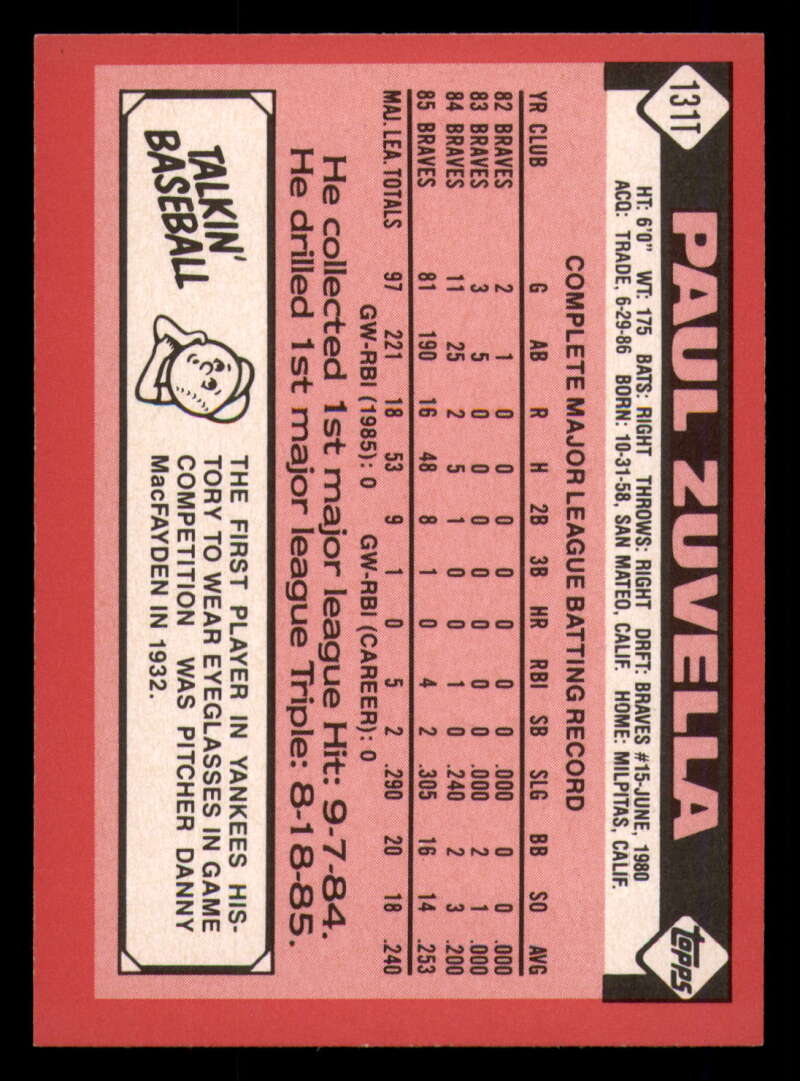 131T
PAUL ZUVELLA
topps
HT: 6'0" WT: 175 BATS: RIGHT THROWS: RIGHT DRFT: BRAVES #15-JUNE, 1980
ACQ: TRADE, 6-29-86 BORN: 10-31-58, SAN MATEO, CALIF. HOME: MILPITAS, CALIF.
COMPLETE MAJOR LEAGUE BATTING RECORD
YR CLUB G AB R H 2B 3B HR RBI SB SLG BB SO AVG
82 BRAVES 2 1 0 0 0 0 0 0 0 .000 0 0 .000
83 BRAVES 3 5 0 0 0 0 0 0 0 .000 2 1 .000
84 BRAVES 11 25 2 5 1 0 0 1 0 .240 2 3 .200
85 BRAVES 81 190 16 48 8 1 0 4 2 .305 16 14 .253
MAJ. LEA. TOTALS 97 221 18 53 9 1 0 5 2 .290 20 18 .240
GW-RBI (1985): 0 GW-RBI (CAREER): 0
He collected 1st major league Hit: 9-7-84.
He drilled 1st major league Triple: 8-18-85.
TALKIN'
BASEBALL
THE FIRST PLAYER IN YANKEES HIS-
TORY TO WEAR EYEGLASSES IN GAME
COMPETITION WAS PITCHER DANNY
MacFAYDEN IN 1932.